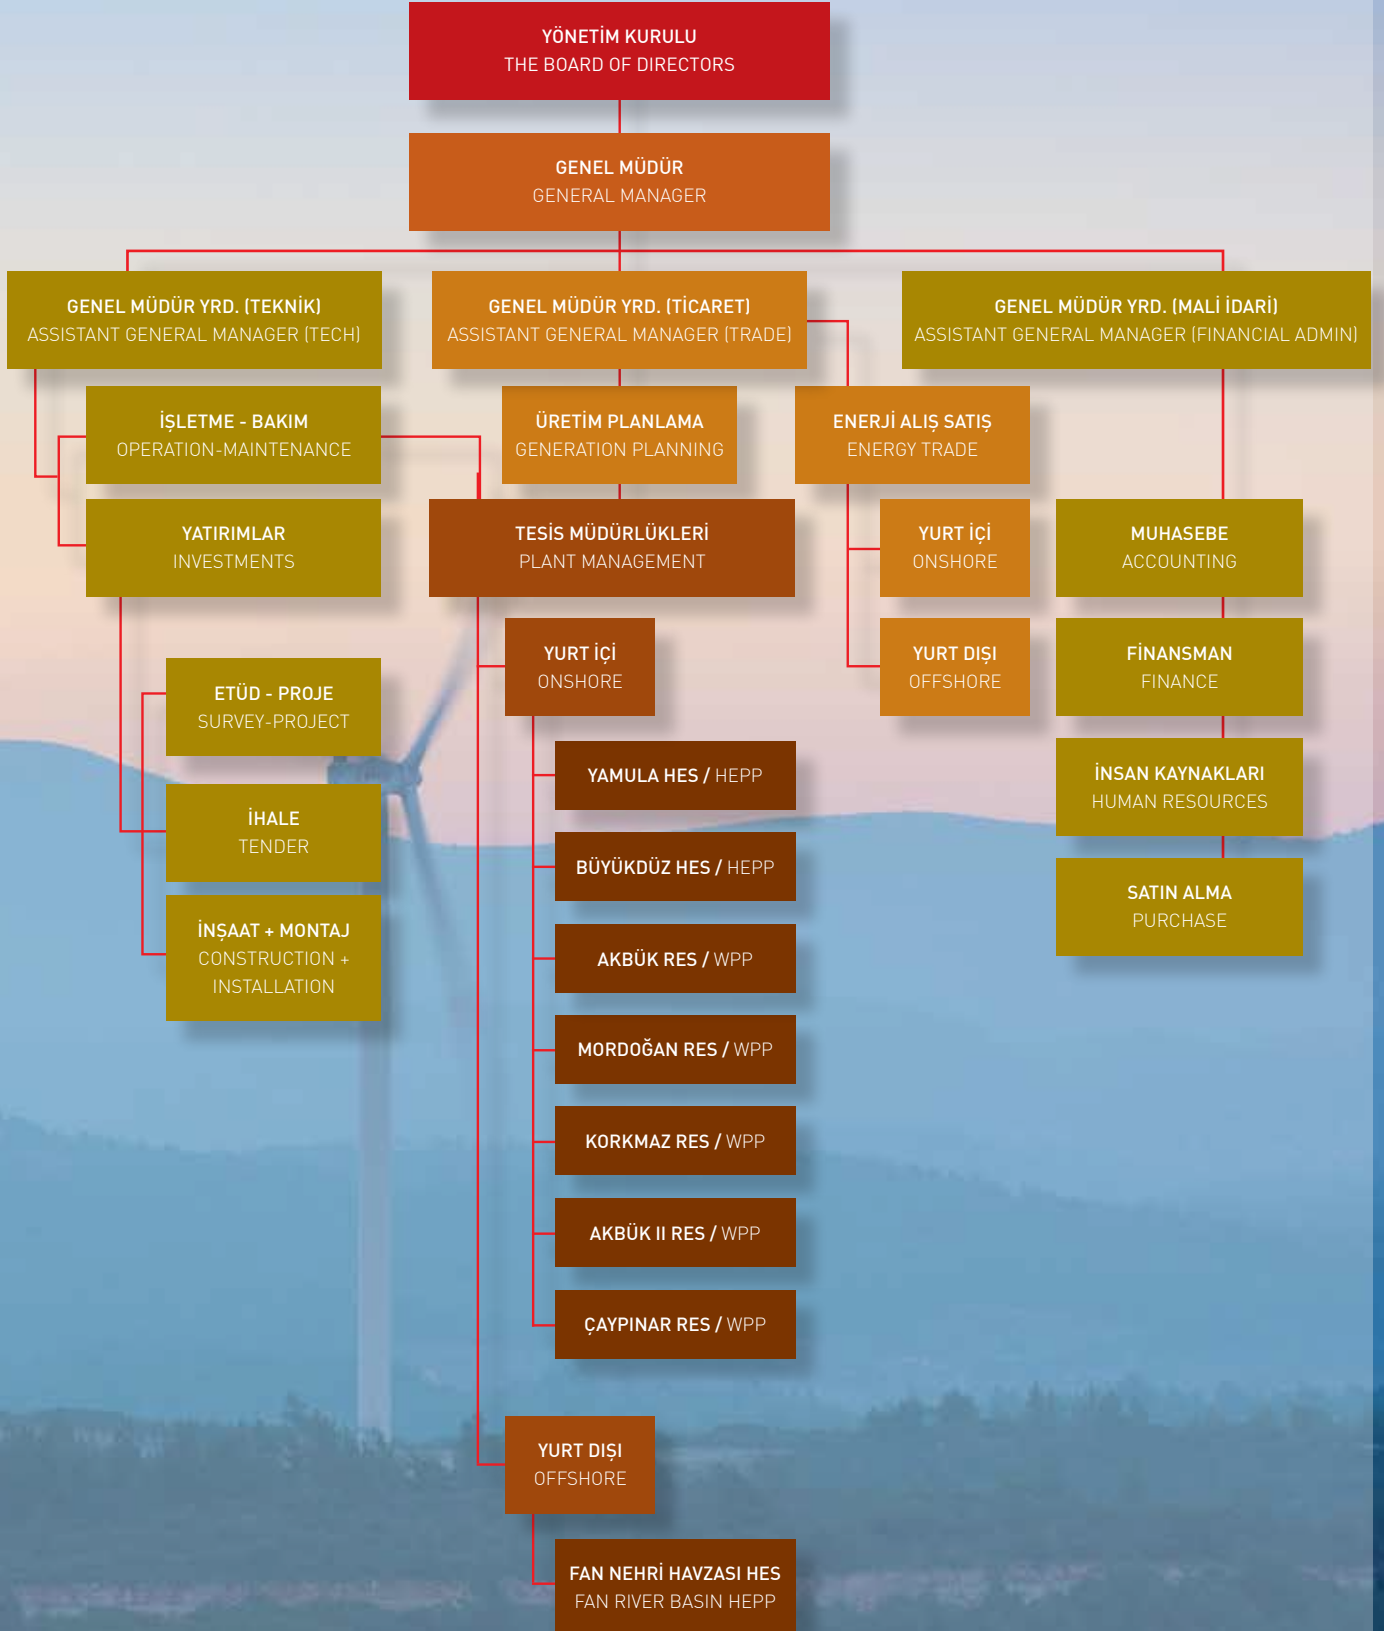 YÖNETİM KURULU
THE BOARD OF DIRECTORS
GENEL MÜDÜR
GENERAL MANAGER
GENEL MÜDÜR YRD. (TEKNİK)
ASSISTANT GENERAL MANAGER (TECH)
GENEL MÜDÜR YRD. (TİCARET)
ASSISTANT GENERAL MANAGER (TRADE)
GENEL MÜDÜR YRD. (MALİ İDARİ)
ASSISTANT GENERAL MANAGER (FINANCIAL ADMIN)
İŞLETME - BAKIM
OPERATION-MAINTENANCE
ÜRETİM PLANLAMA
GENERATION PLANNING
ENERJİ ALIŞ SATIŞ
ENERGY TRADE
YATIRIMLAR
INVESTMENTS
TESİS MÜDÜRLÜKLERİ
PLANT MANAGEMENT
YURT İÇİ
ONSHORE
MUHASEBE
ACCOUNTING
YURT İÇİ
ONSHORE
YURT DIŞI
OFFSHORE
FİNANSMAN
FINANCE
ETÜD - PROJE
SURVEY-PROJECT
YAMULA HES / HEPP
İNSAN KAYNAKLARI
HUMAN RESOURCES
İHALE
TENDER
BÜYÜKDÜZ HES / HEPP
SATIN ALMA
PURCHASE
İNŞAAT + MONTAJ
CONSTRUCTION +
INSTALLATION
AKBÜK RES / WPP
MORDOĞAN RES / WPP
KORKMAZ RES / WPP
AKBÜK II RES / WPP
ÇAYPINAR RES / WPP
YURT DIŞI
OFFSHORE
FAN NEHRİ HAVZASI HES
FAN RIVER BASIN HEPP